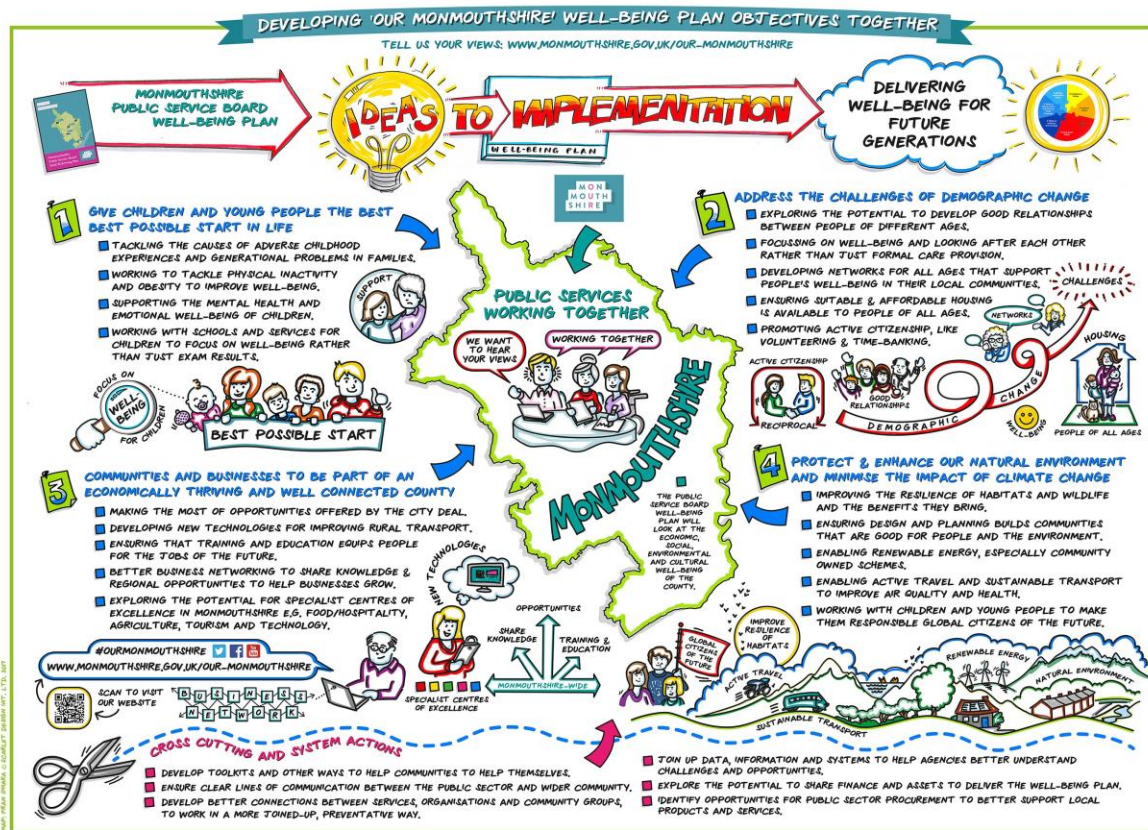 DEVELOPING 'OUR MONMOUTHSHIRE' WELL-BEING PLAN OBJECTIVES TOGETHER
TELL US YOUR VIEWS: WWW.MONMOUTHSHIRE.GOV.UK/OUR-MONMOUTHSHIRE
MONMOUTHSHIRE
PUBLIC SERVICE BOARD
WELL-BEING PLAN
IDEAS TO IMPLEMENTATION
WELL-BEING PLAN
DELIVERING
WELL-BEING FOR
FUTURE
GENERATIONS
MON
MOUTH
SHIRE
1 GIVE CHILDREN AND YOUNG PEOPLE THE BEST
BEST POSSIBLE START IN LIFE
TACKLING THE CAUSES OF ADVERSE CHILDHOOD
EXPERIENCES AND GENERATIONAL PROBLEMS IN FAMILIES.
WORKING TO TACKLE PHYSICAL INACTIVITY
AND OBESITY TO IMPROVE WELL-BEING.
SUPPORTING THE MENTAL HEALTH AND
EMOTIONAL WELL-BEING OF CHILDREN.
WORKING WITH SCHOOLS AND SERVICES FOR
CHILDREN TO FOCUS ON WELL-BEING RATHER
THAN JUST EXAM RESULTS.
SUPPORT
FOCUS ON
WELL
BEING
FOR CHILDREN
BEST POSSIBLE START
PUBLIC SERVICES
WORKING TOGETHER
WE WANT
TO HEAR
YOUR VIEWS
WORKING TOGETHER
MONMOUTHSHIRE
THE PUBLIC
SERVICE BOARD
WELL-BEING
PLAN WILL
LOOK AT THE
ECONOMIC,
SOCIAL,
ENVIRONMENTAL
AND CULTURAL
WELL-BEING
OF THE
COUNTY.
2 ADDRESS THE CHALLENGES OF DEMOGRAPHIC CHANGE
EXPLORING THE POTENTIAL TO DEVELOP GOOD RELATIONSHIPS
BETWEEN PEOPLE OF DIFFERENT AGES.
FOCUSSING ON WELL-BEING AND LOOKING AFTER EACH OTHER
RATHER THAN JUST FORMAL CARE PROVISION.
DEVELOPING NETWORKS FOR ALL AGES THAT SUPPORT
PEOPLE'S WELL-BEING IN THEIR LOCAL COMMUNITIES.
ENSURING SUITABLE & AFFORDABLE HOUSING
IS AVAILABLE TO PEOPLE OF ALL AGES.
PROMOTING ACTIVE CITIZENSHIP, LIKE
VOLUNTEERING & TIME-BANKING.
CHALLENGES
NETWORKS
HOUSING
ACTIVE CITIZENSHIP
RECIPROCAL
GOOD
RELATIONSHIPS
DEMOGRAPHIC
CHANGE
WELL-BEING
PEOPLE OF ALL AGES
3 COMMUNITIES AND BUSINESSES TO BE PART OF AN
ECONOMICALLY THRIVING AND WELL CONNECTED COUNTY
MAKING THE MOST OF OPPORTUNITIES OFFERED BY THE CITY DEAL.
DEVELOPING NEW TECHNOLOGIES FOR IMPROVING RURAL TRANSPORT.
ENSURING THAT TRAINING AND EDUCATION EQUIPS PEOPLE
FOR THE JOBS OF THE FUTURE.
BETTER BUSINESS NETWORKING TO SHARE KNOWLEDGE &
REGIONAL OPPORTUNITIES TO HELP BUSINESSES GROW.
EXPLORING THE POTENTIAL FOR SPECIALIST CENTRES OF
EXCELLENCE IN MONMOUTHSHIRE E.G. FOOD/HOSPITALITY,
AGRICULTURE, TOURISM AND TECHNOLOGY.
#OURMONMOUTHSHIRE
WWW.MONMOUTHSHIRE.GOV.UK/OUR-MONMOUTHSHIRE
SCAN TO VISIT
OUR WEBSITE
BUSINESS
NETWORK
NEW TECHNOLOGIES
SPECIALIST CENTRES
OF EXCELLENCE
OPPORTUNITIES
SHARE
KNOWLEDGE
TRAINING &
EDUCATION
MONMOUTHSHIRE-WIDE
4 PROTECT & ENHANCE OUR NATURAL ENVIRONMENT
AND MINIMISE THE IMPACT OF CLIMATE CHANGE
IMPROVING THE RESILIENCE OF HABITATS AND WILDLIFE
AND THE BENEFITS THEY BRING.
ENSURING DESIGN AND PLANNING BUILDS COMMUNITIES
THAT ARE GOOD FOR PEOPLE AND THE ENVIRONMENT.
ENABLING RENEWABLE ENERGY, ESPECIALLY COMMUNITY
OWNED SCHEMES.
ENABLING ACTIVE TRAVEL AND SUSTAINABLE TRANSPORT
TO IMPROVE AIR QUALITY AND HEALTH.
WORKING WITH CHILDREN AND YOUNG PEOPLE TO MAKE
THEM RESPONSIBLE GLOBAL CITIZENS OF THE FUTURE.
GLOBAL
CITIZENS
OF THE
FUTURE
IMPROVE
RESILIENCE
OF
HABITATS
ACTIVE TRAVEL
SUSTAINABLE TRANSPORT
RENEWABLE ENERGY
NATURAL ENVIRONMENT
CROSS CUTTING AND SYSTEM ACTIONS
DEVELOP TOOLKITS AND OTHER WAYS TO HELP COMMUNITIES TO HELP THEMSELVES.
ENSURE CLEAR LINES OF COMMUNICATION BETWEEN THE PUBLIC SECTOR AND WIDER COMMUNITY.
DEVELOP BETTER CONNECTIONS BETWEEN SERVICES, ORGANISATIONS AND COMMUNITY GROUPS,
TO WORK IN A MORE JOINED-UP, PREVENTATIVE WAY.
JOIN UP DATA, INFORMATION AND SYSTEMS TO HELP AGENCIES BETTER UNDERSTAND
CHALLENGES AND OPPORTUNITIES.
EXPLORE THE POTENTIAL TO SHARE FINANCE AND ASSETS TO DELIVER THE WELL-BEING PLAN.
IDENTIFY OPPORTUNITIES FOR PUBLIC SECTOR PROCUREMENT TO BETTER SUPPORT LOCAL
PRODUCTS AND SERVICES.